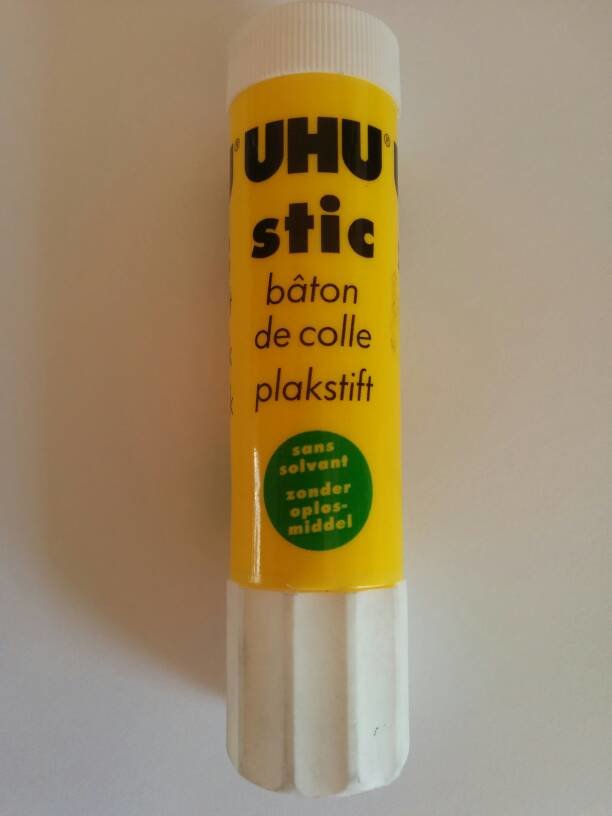 UHU®
stic
bâton
de colle
plakstift
sans
solvant
zonder
oplos-
middel